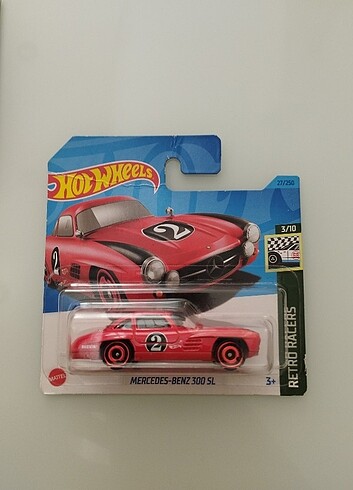 HOT WHEELS
27/250
2
3/10
2
RETRO RACERS
MATTEL
MERCEDES-BENZ 300 SL
3+